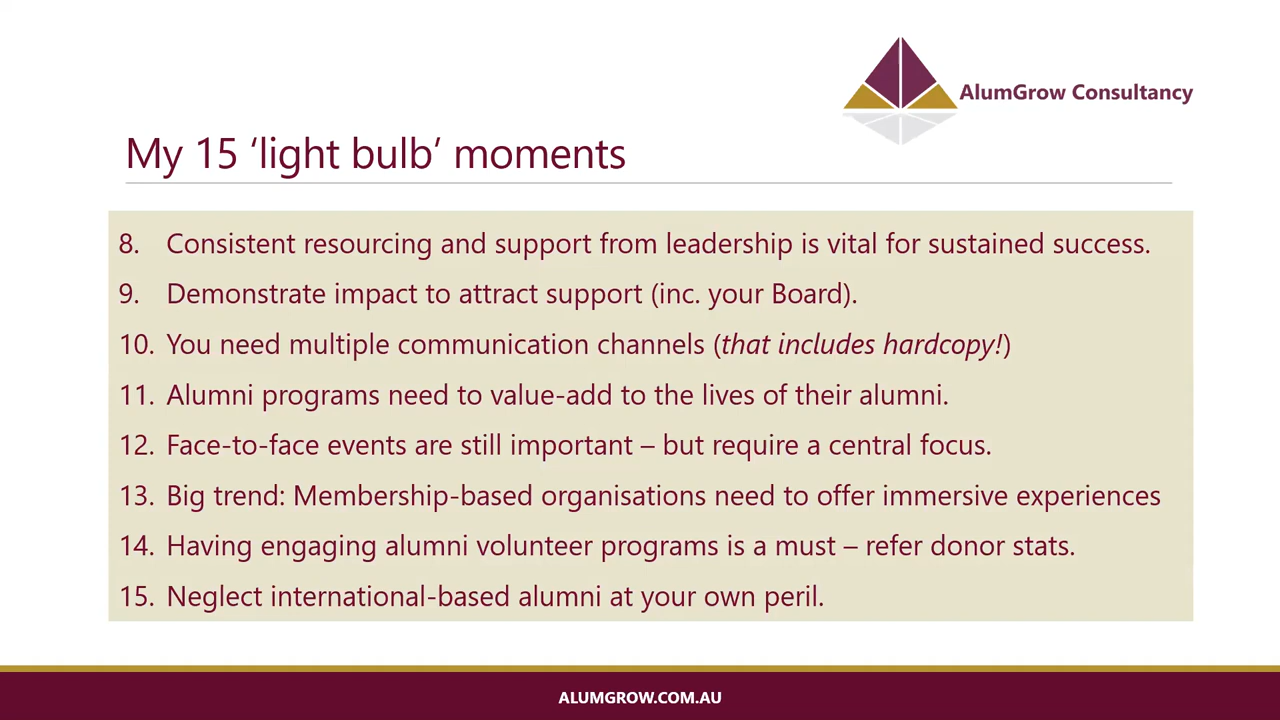 AlumGrow Consultancy
My 15 ‘light bulb’ moments
8. Consistent resourcing and support from leadership is vital for sustained success.
9. Demonstrate impact to attract support (inc. your Board).
10. You need multiple communication channels (that includes hardcopy!)
11. Alumni programs need to value-add to the lives of their alumni.
12. Face-to-face events are still important – but require a central focus.
13. Big trend: Membership-based organisations need to offer immersive experiences
14. Having engaging alumni volunteer programs is a must – refer donor stats.
15. Neglect international-based alumni at your own peril.
ALUMGROW.COM.AU